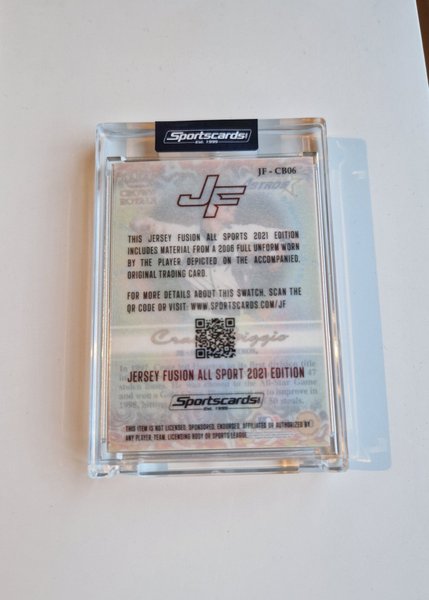 Sportscards
Est. 1999
JF - CB06
JF
THIS JERSEY FUSION ALL SPORTS 2021 EDITION
INCLUDES MATERIAL FROM A 2006 FULL UNIFORM WORN
BY THE PLAYER DEPICTED ON THE ACCOMPANIED.
ORIGINAL TRADING CARD.
FOR MORE DETAILS ABOUT THIS SWATCH, SCAN THE
QR CODE OR VISIT: WWW.SPORTSCARDS.COM/JF
JERSEY FUSION ALL SPORT 2021 EDITION
Sportscards
Est. 1999
THIS ITEM IS NOT LICENSED, SPONSORED, ENDORSED, AFFILIATES OR AUTHORIZED BY
ANY PLAYER, TEAM, LICENSING BODY OR SPORTS LEAGUE.